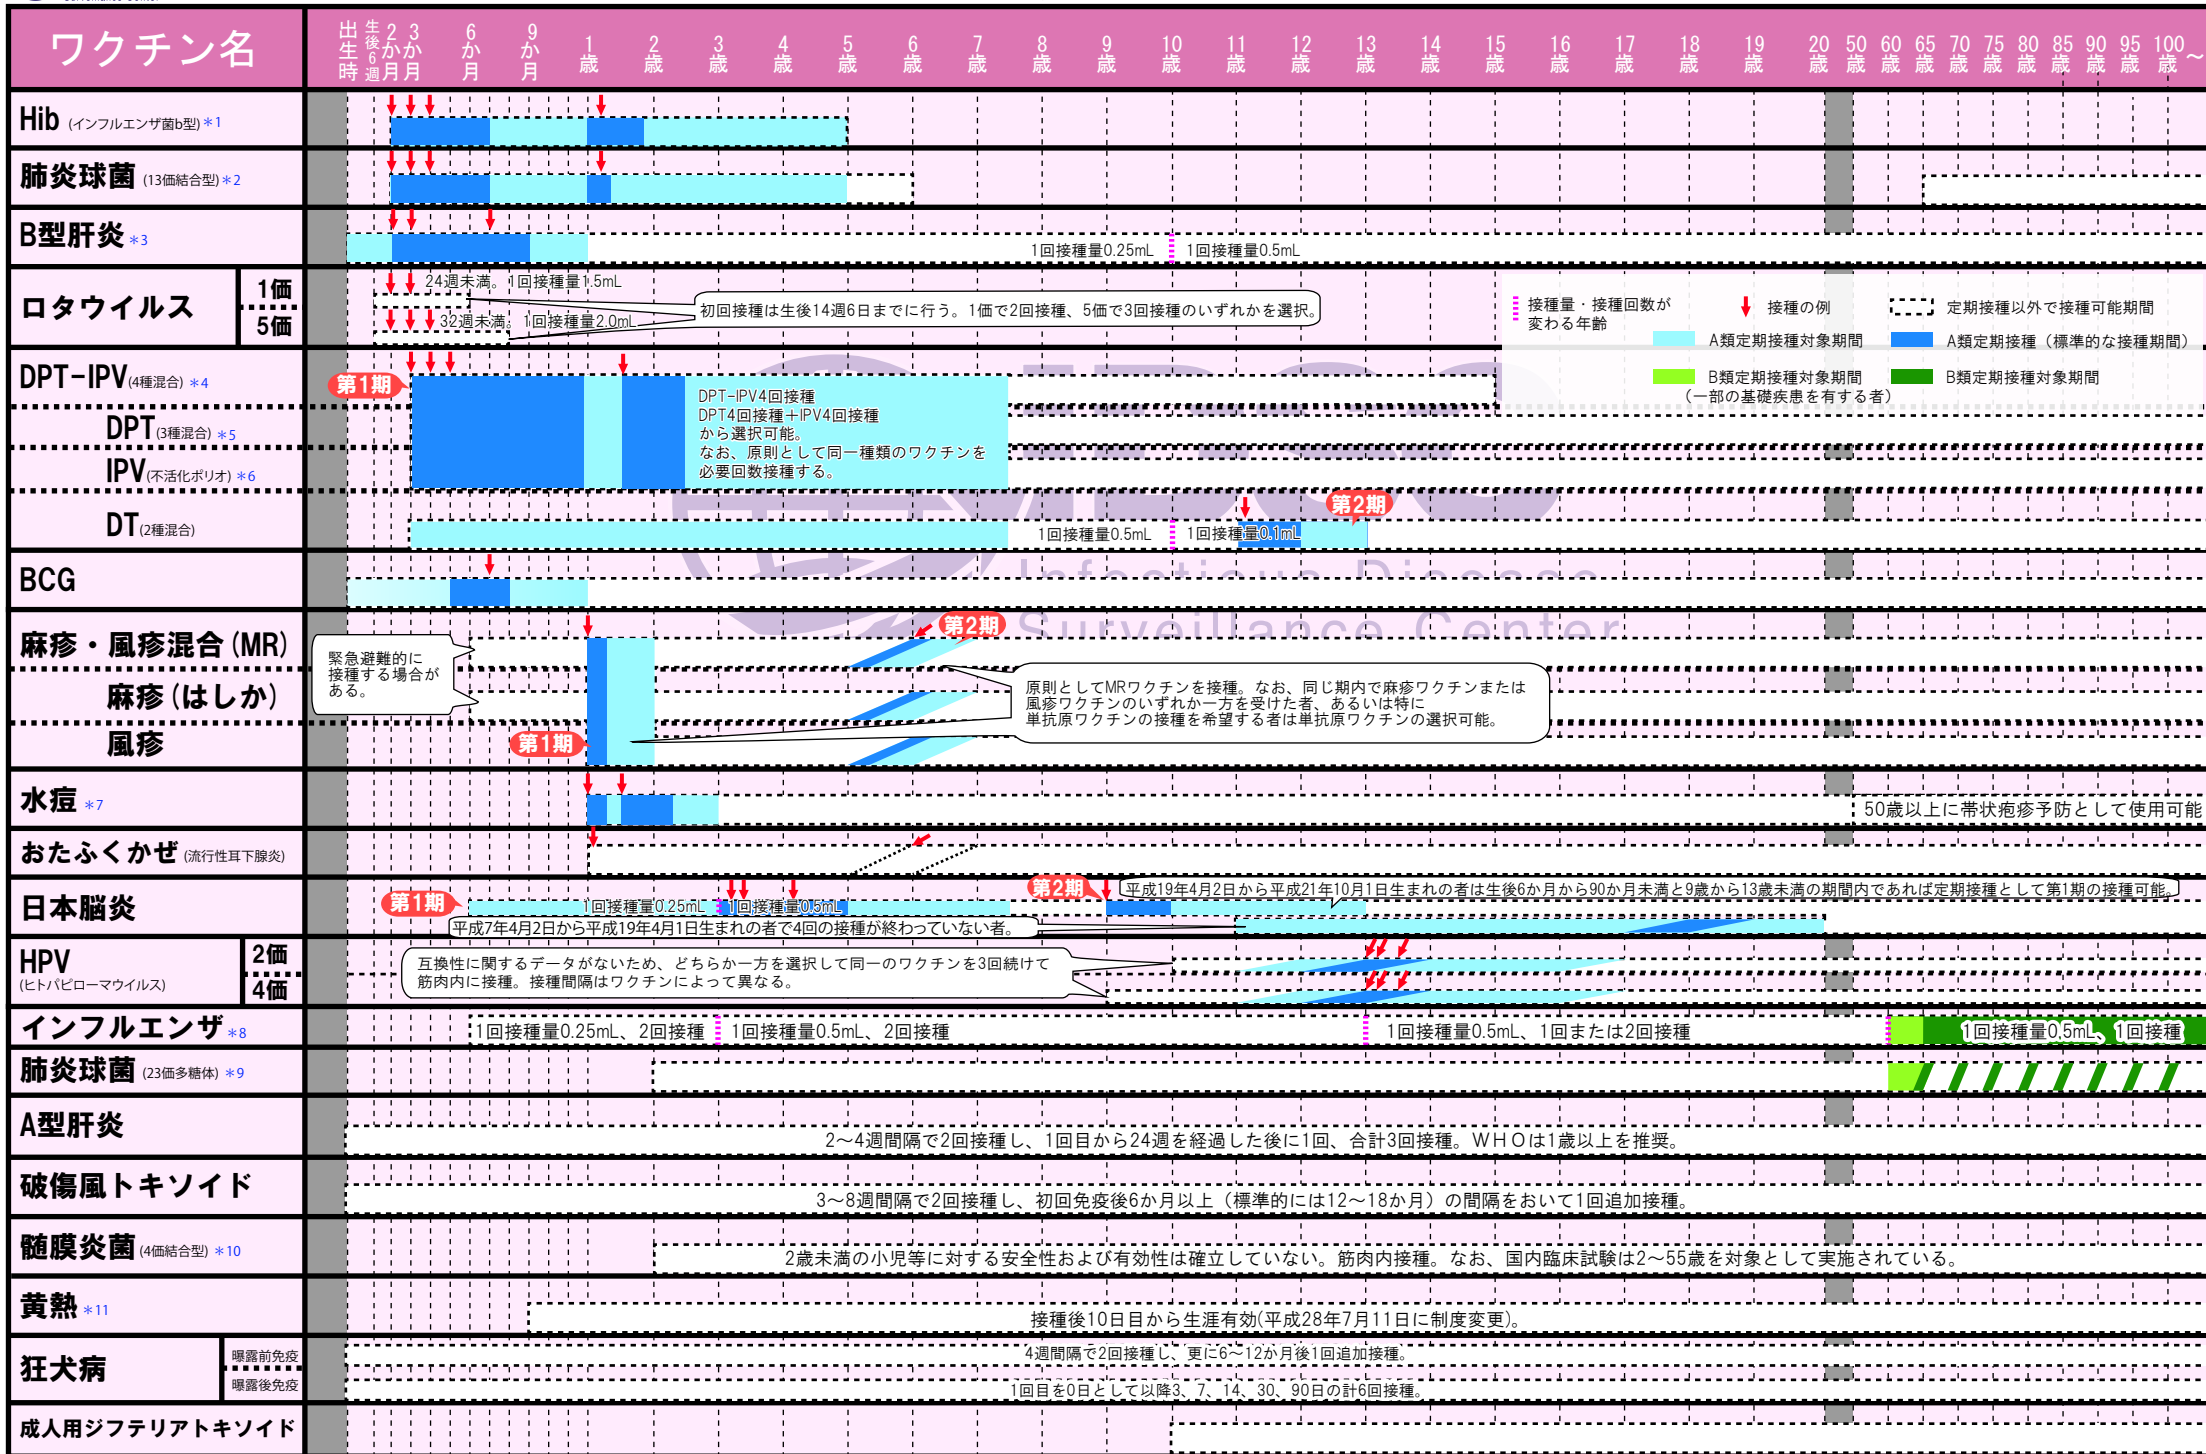 ワクチン名
出生時 生後6週 2か月 3か月 6か月 9か月 1歳 2歳 3歳 4歳 5歳 6歳 7歳 8歳 9歳 10歳 11歳 12歳 13歳 14歳 15歳 16歳 17歳 18歳 19歳 20歳 50歳 60歳 65歳 70歳 75歳 80歳 85歳 90歳 95歳 100歳～
Hib (インフルエンザ菌b型) *1
肺炎球菌 (13価結合型) *2
B型肝炎 *3
1回接種量0.25mL 1回接種量0.5mL
ロタウイルス
1価
5価
24週未満。1回接種量1.5mL
32週未満。1回接種量2.0mL
初回接種は生後14週6日までに行う。1価で2回接種、5価で3回接種のいずれかを選択。
接種量・接種回数が
変わる年齢
接種の例
定期接種以外で接種可能期間
A類定期接種対象期間
A類定期接種（標準的な接種期間）
B類定期接種対象期間
（一部の基礎疾患を有する者）
B類定期接種対象期間
DPT-IPV(4種混合) *4
第1期
DPT-IPV4回接種
DPT4回接種＋IPV4回接種
から選択可能。
なお、原則として同一種類のワクチンを
必要回数接種する。
DPT(3種混合) *5
IPV(不活化ポリオ) *6
DT(2種混合)
1回接種量0.5mL 1回接種量0.1mL
第2期
IDSC
Infectious Disease
Surveillance Center
BCG
麻疹・風疹混合(MR)
緊急避難的に
接種する場合が
ある。
第2期
麻疹(はしか)
原則としてMRワクチンを接種。なお、同じ期内で麻疹ワクチンまたは
風疹ワクチンのいずれか一方を受けた者、あるいは特に
単抗原ワクチンの接種を希望する者は単抗原ワクチンの選択可能。
風疹
第1期
水痘 *7
50歳以上に帯状疱疹予防として使用可能
おたふくかぜ (流行性耳下腺炎)
日本脳炎
第1期
1回接種量0.25mL 1回接種量0.5mL
第2期
平成19年4月2日から平成21年10月1日生まれの者は生後6か月から90か月未満と9歳から13歳未満の期間内であれば定期接種として第1期の接種可能。
平成7年4月2日から平成19年4月1日生まれの者で4回の接種が終わっていない者。
HPV
(ヒトパピローマウイルス)
2価
4価
互換性に関するデータがないため、どちらか一方を選択して同一のワクチンを3回続けて
筋肉内に接種。接種間隔はワクチンによって異なる。
インフルエンザ *8
1回接種量0.25mL、2回接種 1回接種量0.5mL、2回接種 1回接種量0.5mL、1回または2回接種 1回接種量0.5mL、1回接種
肺炎球菌 (23価多糖体) *9
A型肝炎
2～4週間隔で2回接種し、1回目から24週を経過した後に1回、合計3回接種。WHOは1歳以上を推奨。
破傷風トキソイド
3～8週間隔で2回接種し、初回免疫後6か月以上（標準的には12～18か月）の間隔をおいて1回追加接種。
髄膜炎菌 (4価結合型) *10
2歳未満の小児等に対する安全性および有効性は確立していない。筋肉内接種。なお、国内臨床試験は2～55歳を対象として実施されている。
黄熱 *11
接種後10日目から生涯有効(平成28年7月11日に制度変更)。
狂犬病
曝露前免疫
4週間隔で2回接種し、更に6～12か月後1回追加接種。
曝露後免疫
1回目を0日として以降3、7、14、30、90日の計6回接種。
成人用ジフテリアトキソイド